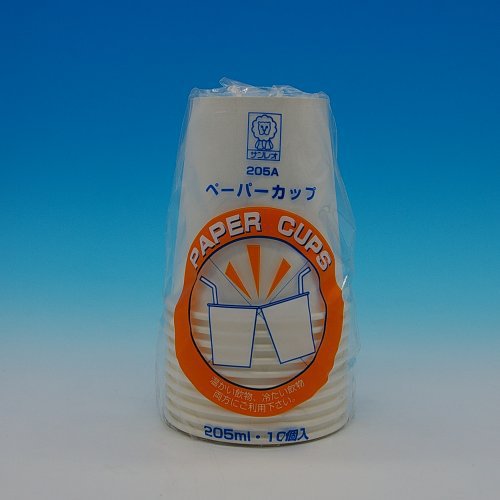 サンレオ
205A
ペーパーカップ
PAPER CUPS
温かい飲物、冷たい飲物
両方にご利用下さい。
205ml・10個入